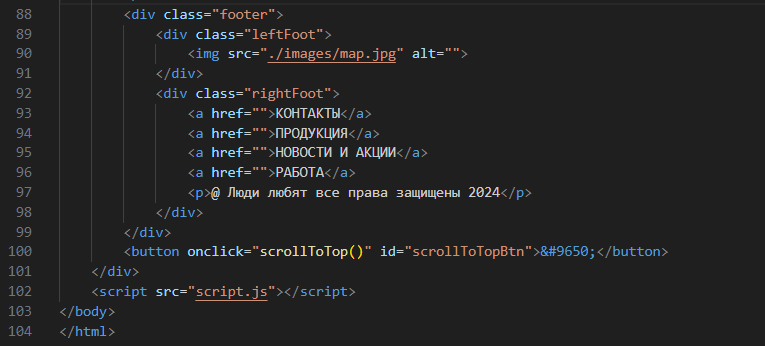 88 <div class="footer">
89 <div class="leftFoot">
90 <img src="./images/map.jpg" alt="">
91 </div>
92 <div class="rightFoot">
93 <a href="">КОНТАКТЫ</a>
94 <a href="">ПРОДУКЦИЯ</a>
95 <a href="">НОВОСТИ И АКЦИИ</a>
96 <a href="">РАБОТА</a>
97 <p>@ Люди любят все права защищены 2024</p>
98 </div>
99 </div>
100 <button onclick="scrollToTop()" id="scrollToTopBtn">&#9650;</button>
101 </div>
102 <script src="script.js"></script>
103 </body>
104 </html>